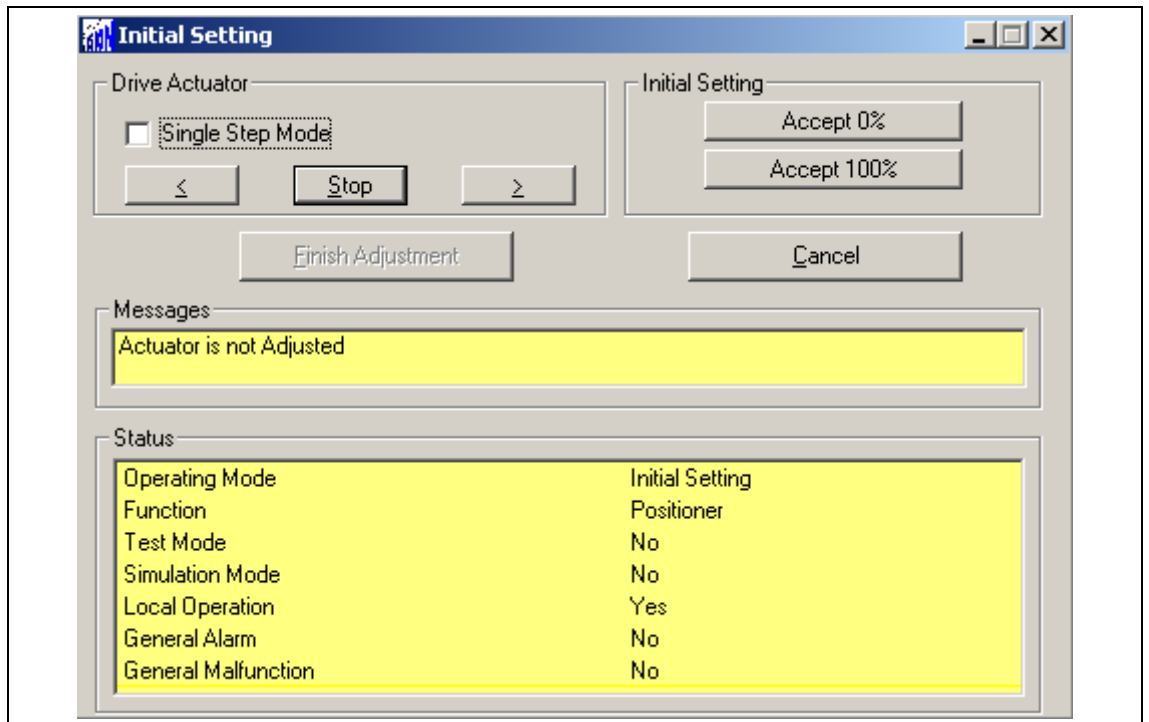 Initial Setting
Drive Actuator
Single Step Mode
< Stop >
Initial Setting
Accept 0%
Accept 100%
Finish Adjustment Cancel
Messages
Actuator is not Adjusted
Status
Operating Mode Initial Setting
Function Positioner
Test Mode No
Simulation Mode No
Local Operation Yes
General Alarm No
General Malfunction No